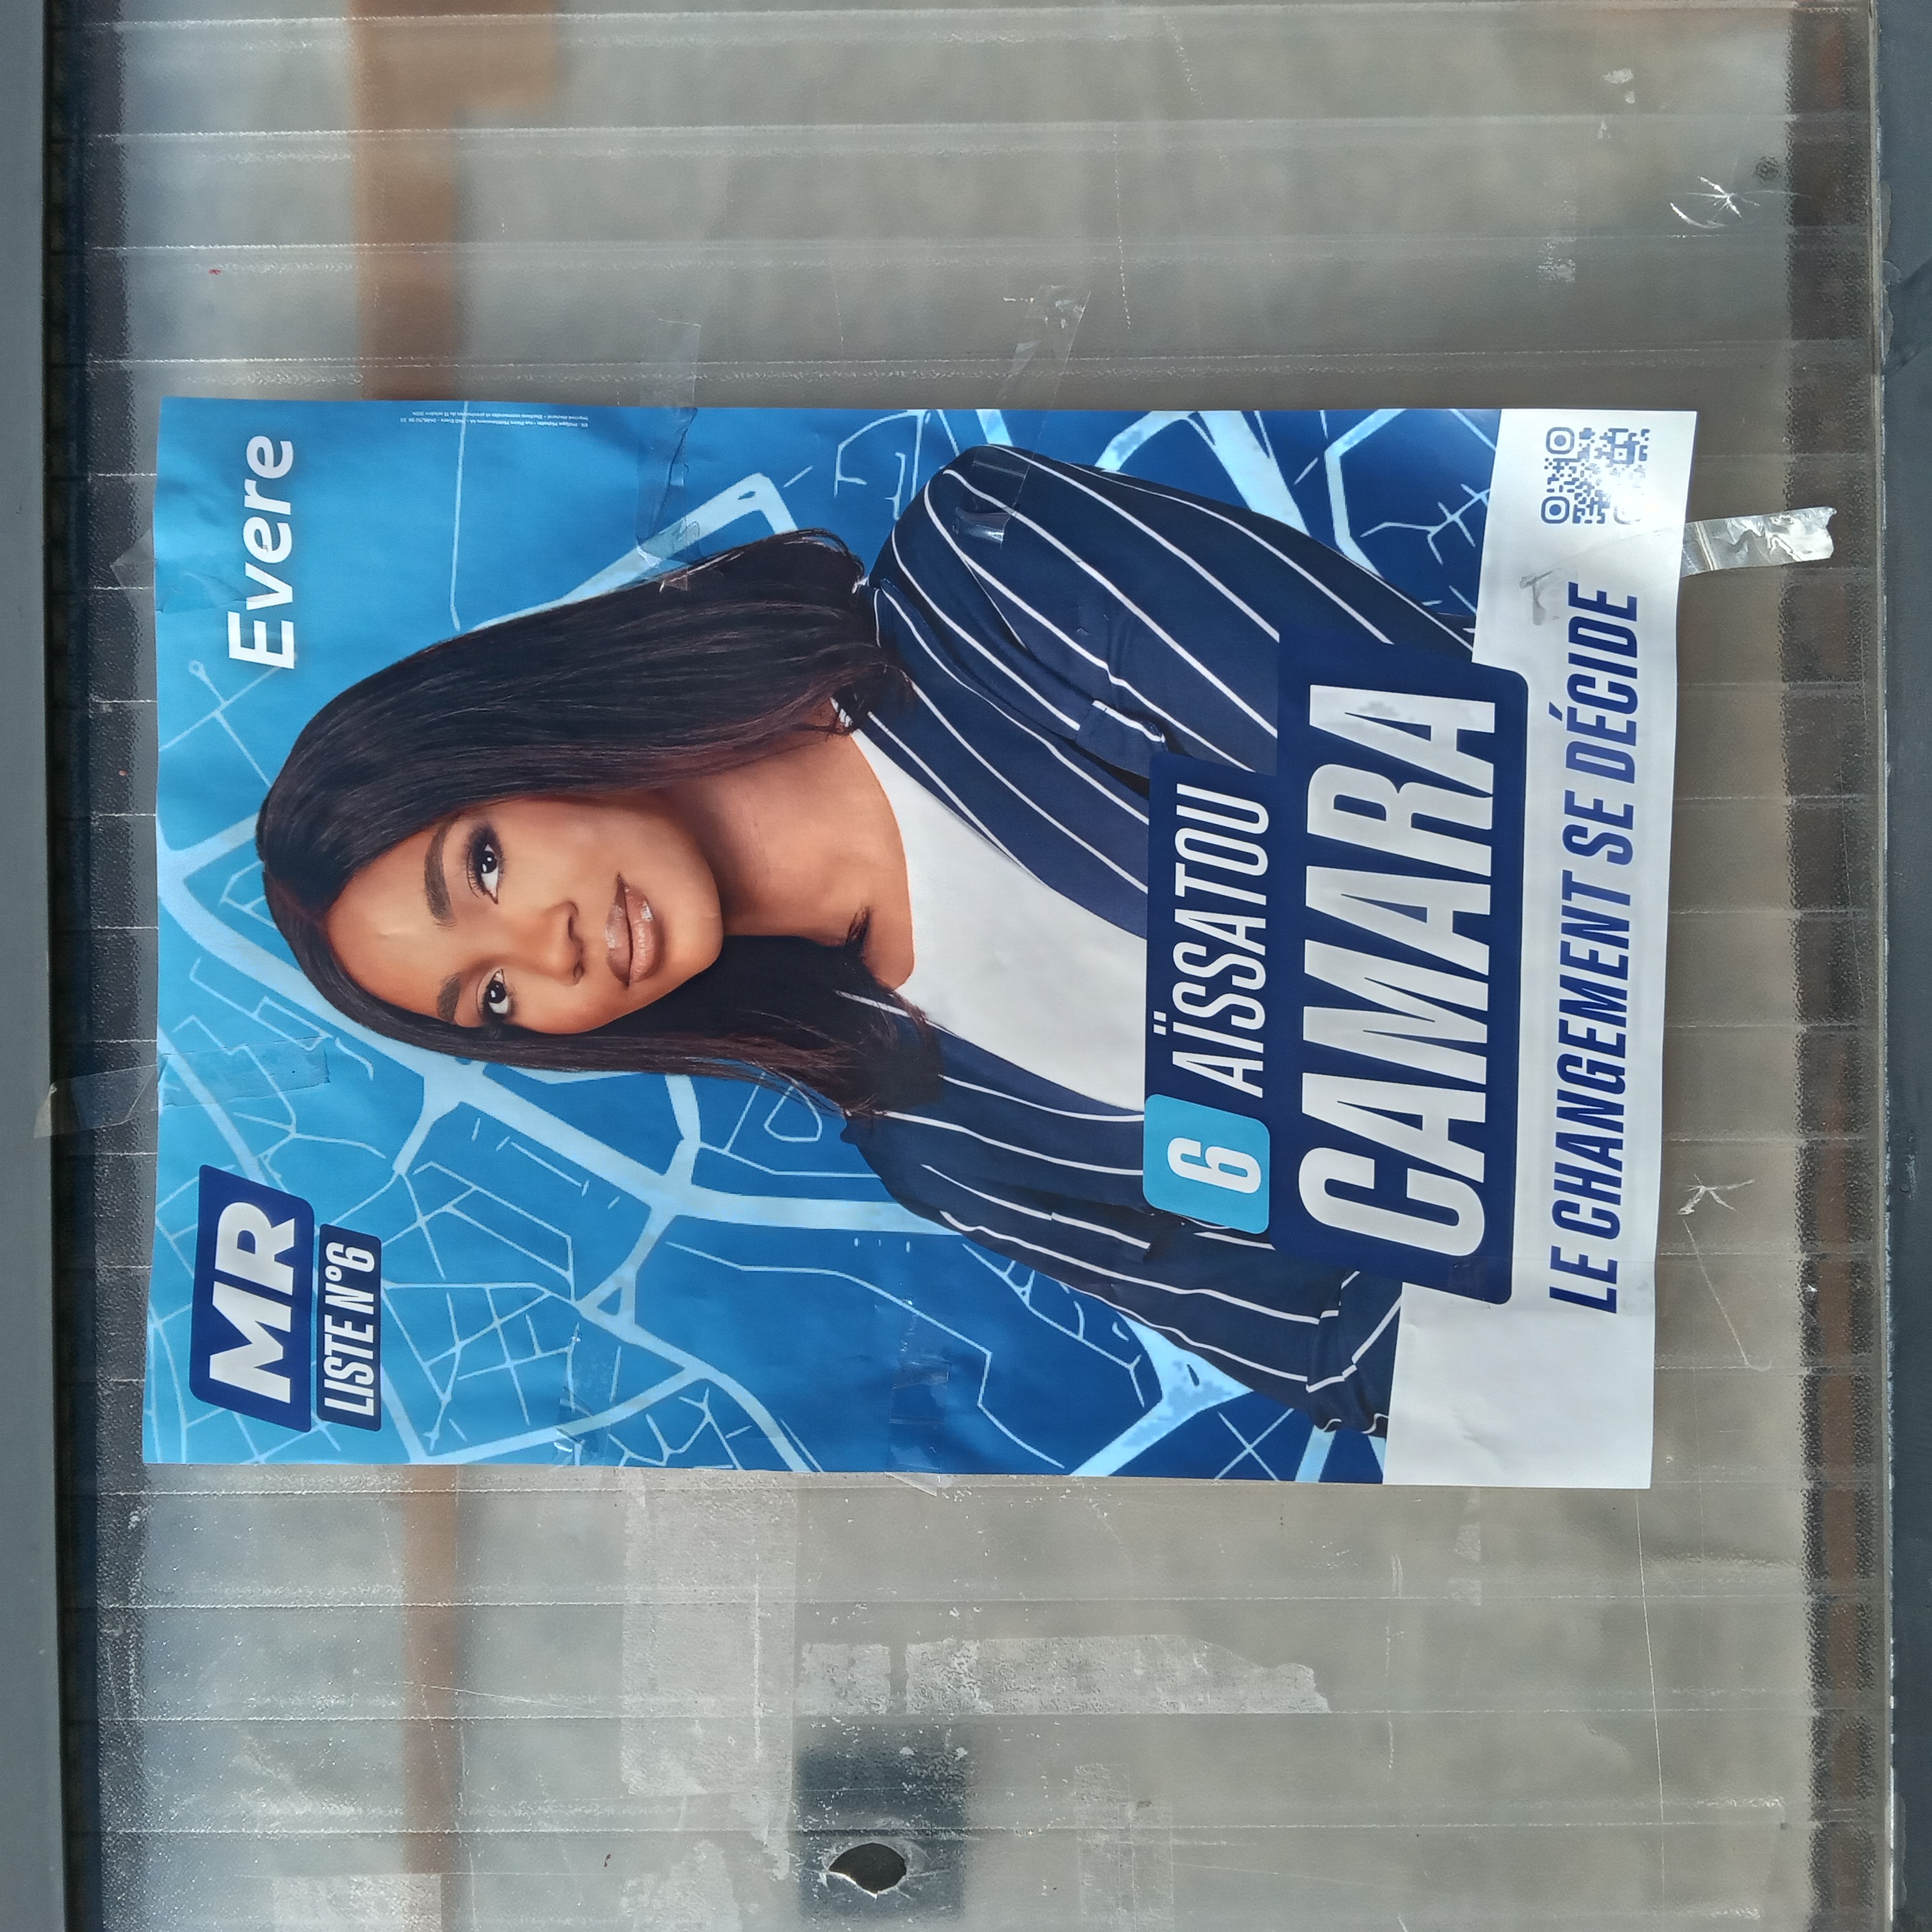 MR
LISTE N°6
Evere
6 AÏSSATOU
CAMARA
LE CHANGEMENT SE DÉCIDE